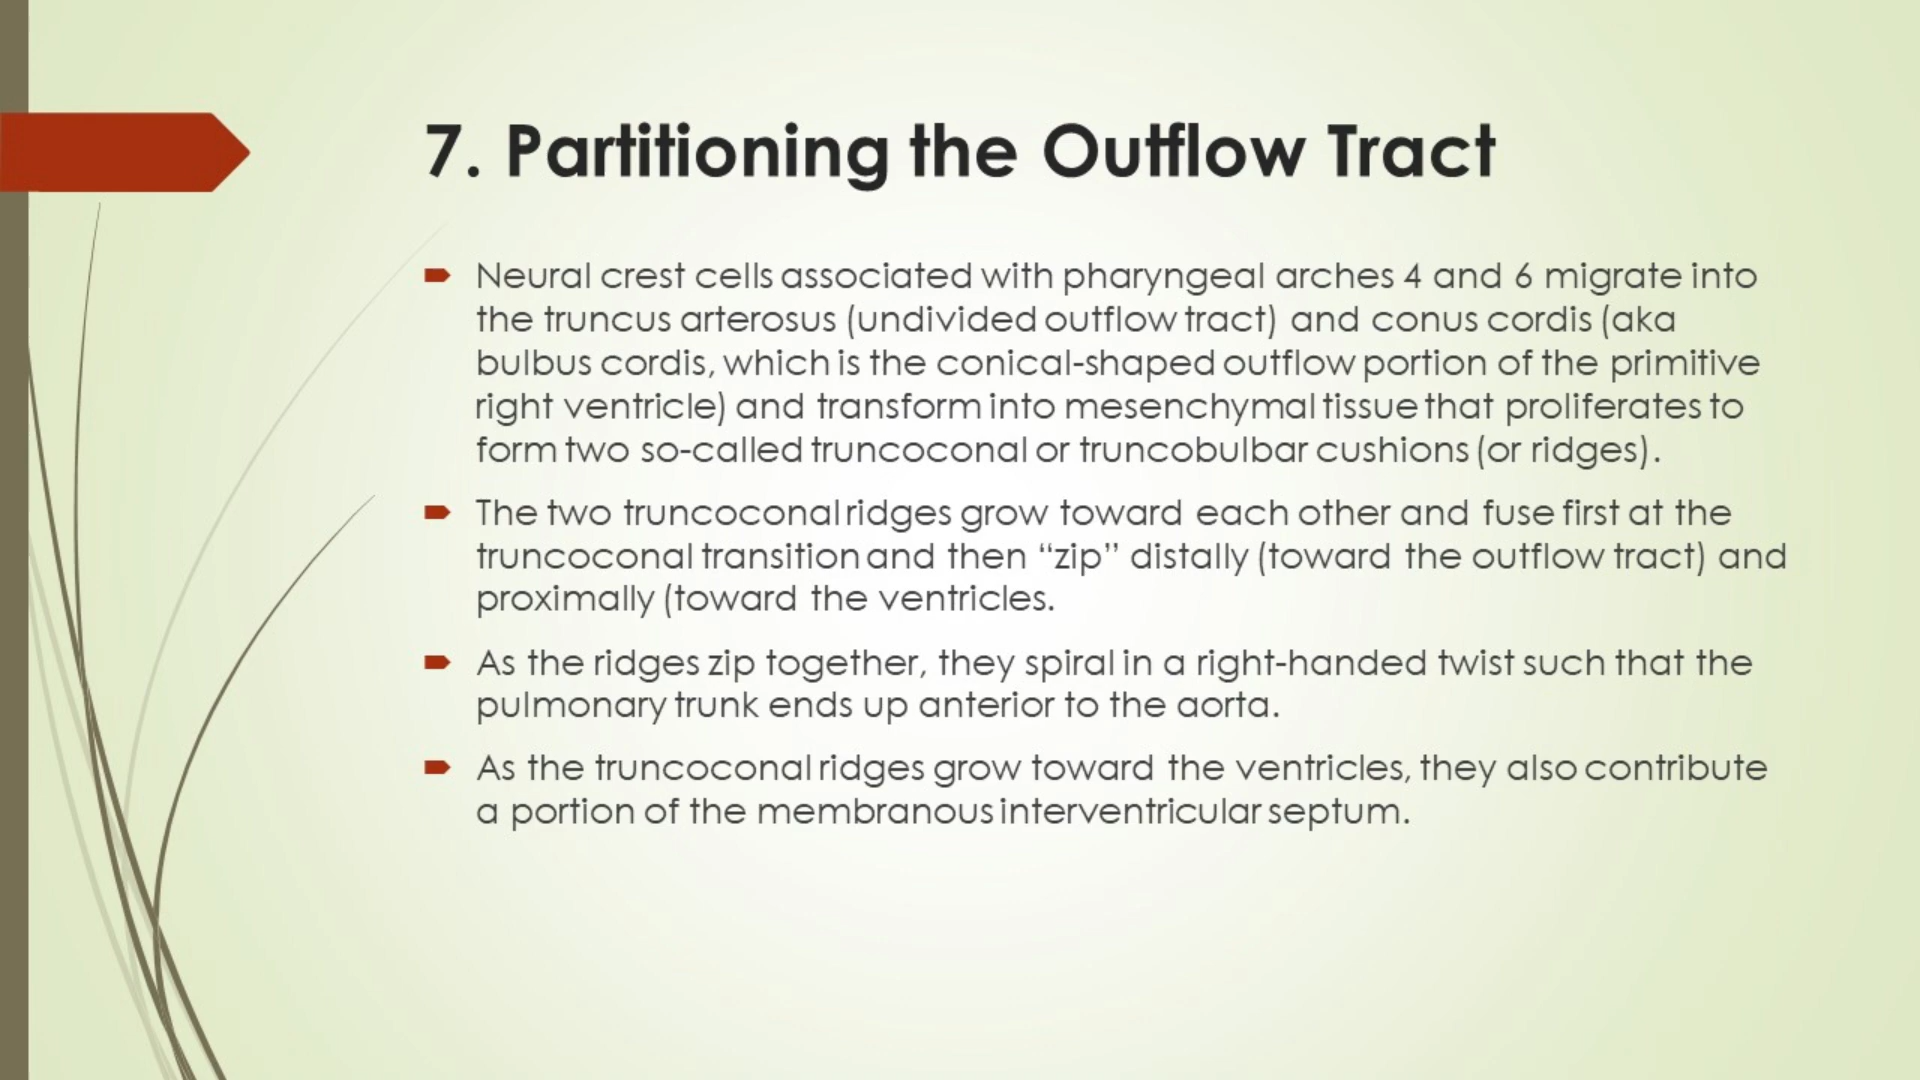 7. Partitioning the Outflow Tract
Neural crest cells associated with pharyngeal arches 4 and 6 migrate into
the truncus arterosus (undivided outflow tract) and conus cordis (aka
bulbus cordis, which is the conical-shaped outflow portion of the primitive
right ventricle) and transform into mesenchymal tissue that proliferates to
form two so-called truncoconal or truncobulbar cushions (or ridges).
The two truncoconal ridges grow toward each other and fuse first at the
truncoconal transition and then “zip” distally (toward the outflow tract) and
proximally (toward the ventricles.
As the ridges zip together, they spiral in a right-handed twist such that the
pulmonary trunk ends up anterior to the aorta.
As the truncoconal ridges grow toward the ventricles, they also contribute
a portion of the membranous interventricular septum.